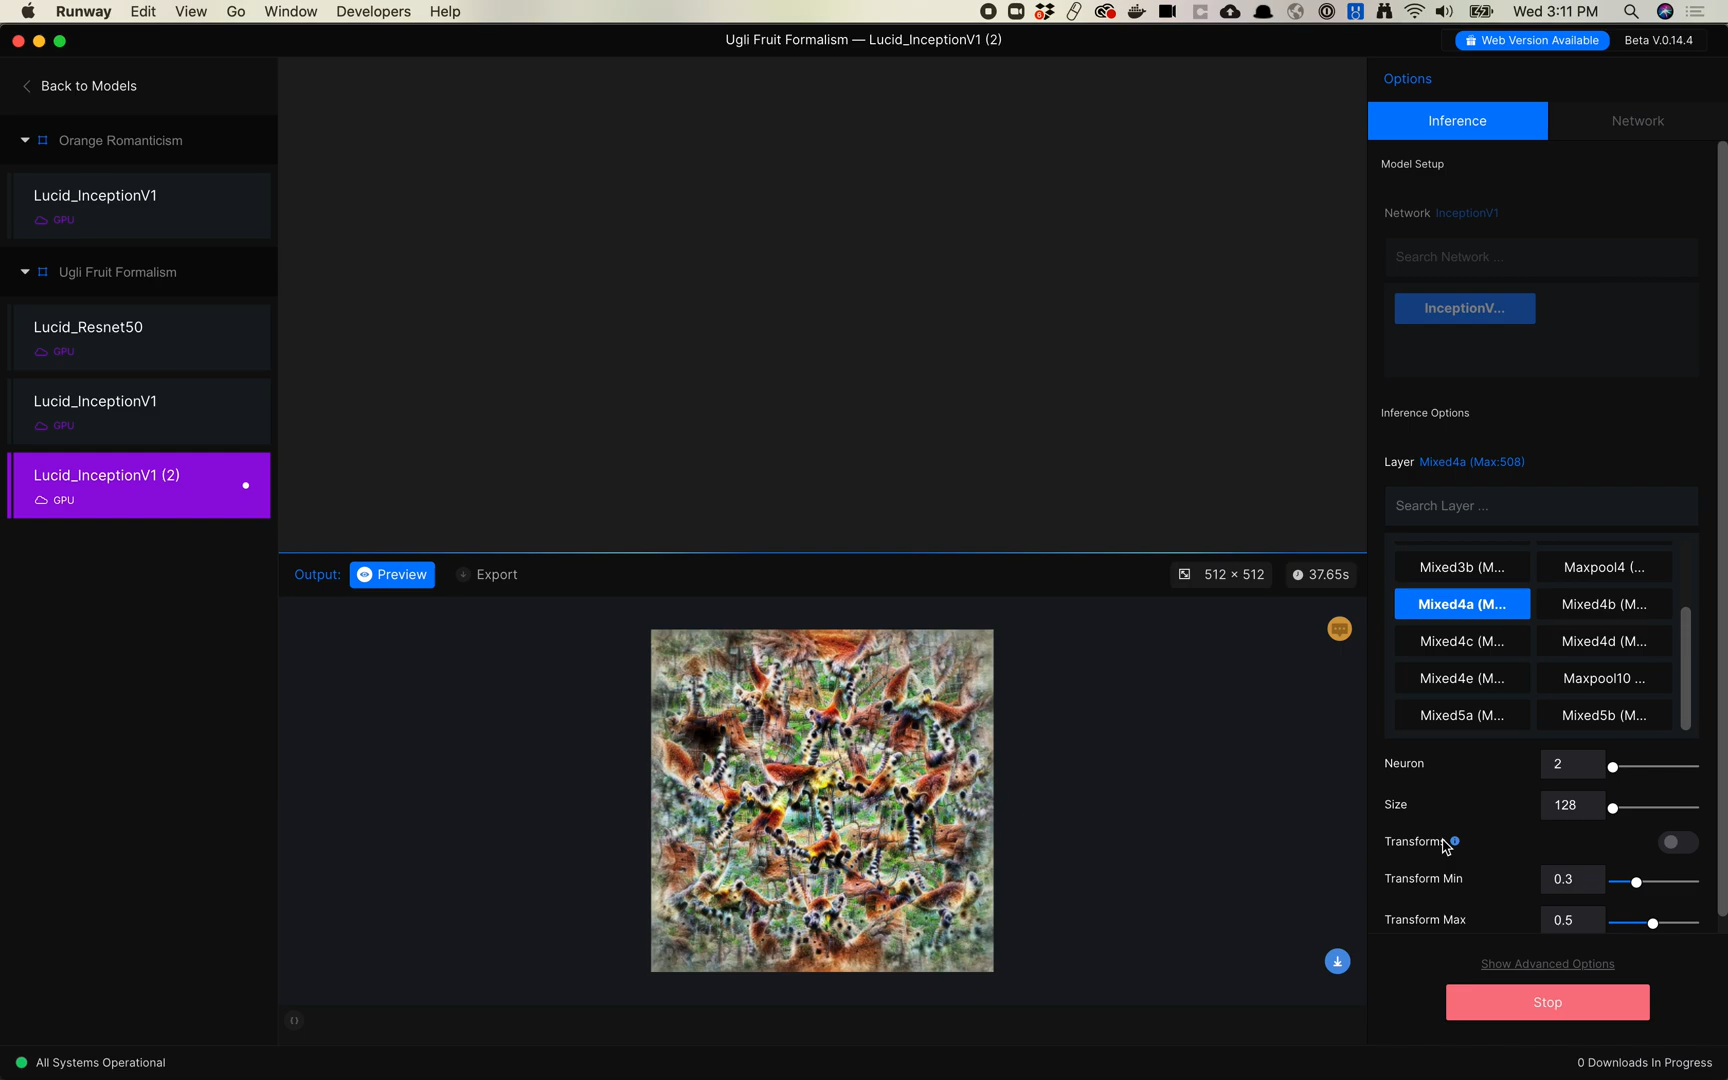 Runway Edit View Go Window Developers Help
Wed 3:11 PM
Ugli Fruit Formalism — Lucid_InceptionV1 (2)
Web Version Available
Beta V.0.14.4
Back to Models
Orange Romanticism
Lucid_InceptionV1
GPU
Ugli Fruit Formalism
Lucid_Resnet50
GPU
Lucid_InceptionV1
GPU
Lucid_InceptionV1 (2)
GPU
Output: Preview Export
512 × 512
37.65s
Options
Inference Network
Model Setup
Network InceptionV1
Search Network ...
InceptionV...
Inference Options
Layer Mixed4a (Max:508)
Search Layer ...
Mixed3b (M... Maxpool4 (...
Mixed4a (M... Mixed4b (M...
Mixed4c (M... Mixed4d (M...
Mixed4e (M... Maxpool10 ...
Mixed5a (M... Mixed5b (M...
Neuron 2
Size 128
Transforms
Transform Min 0.3
Transform Max 0.5
Show Advanced Options
Stop
All Systems Operational
0 Downloads In Progress